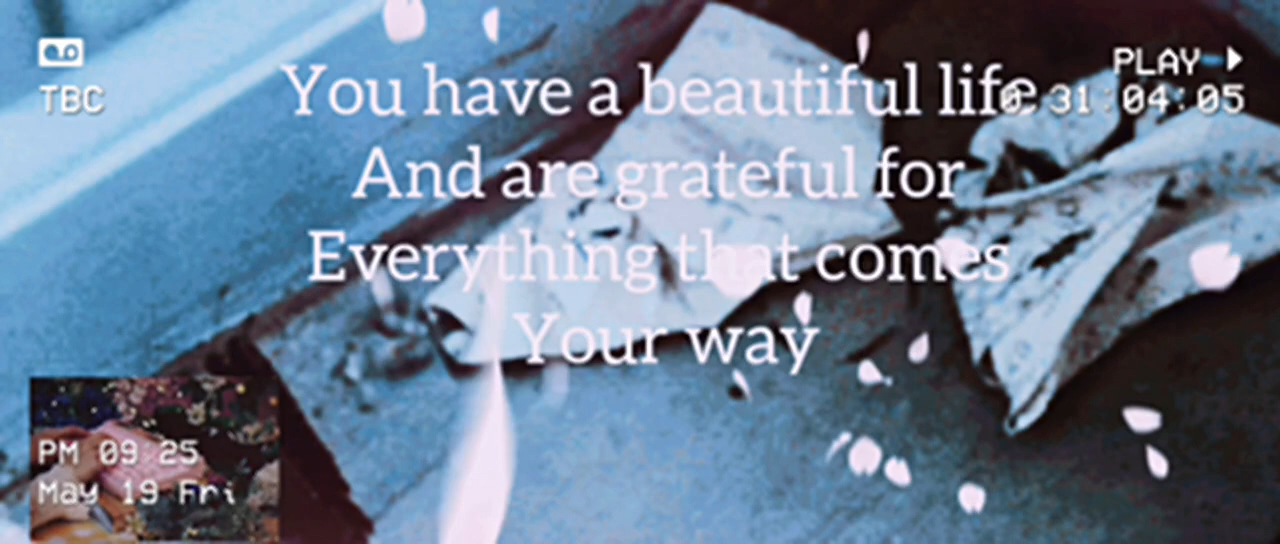 PLAY
TBC
0:31:04:05
You have a beautiful life
And are grateful for
Everything that comes
Your way
PM 09:25
May 19 Fri